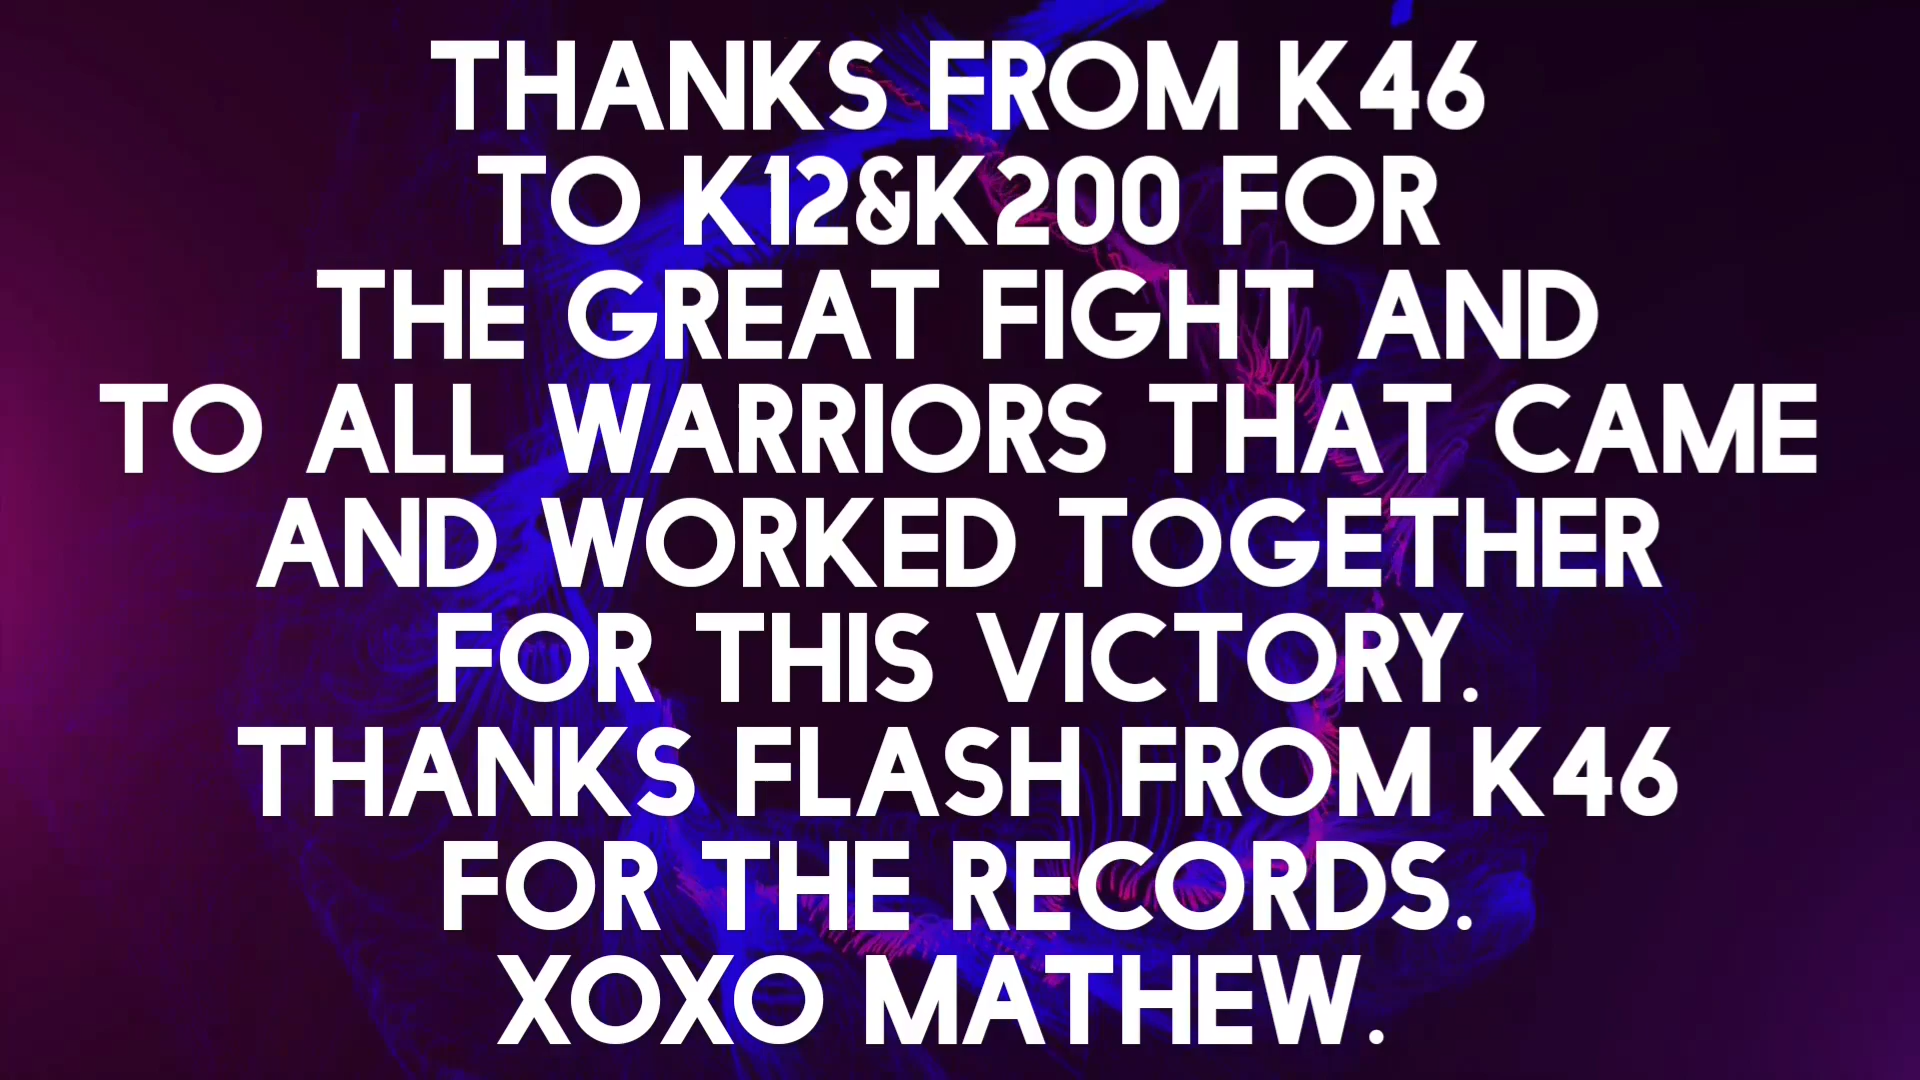 THANKS FROM K46
TO K12&K200 FOR
THE GREAT FIGHT AND
TO ALL WARRIORS THAT CAME
AND WORKED TOGETHER
FOR THIS VICTORY.
THANKS FLASH FROM K46
FOR THE RECORDS.
XOXO MATHEW.